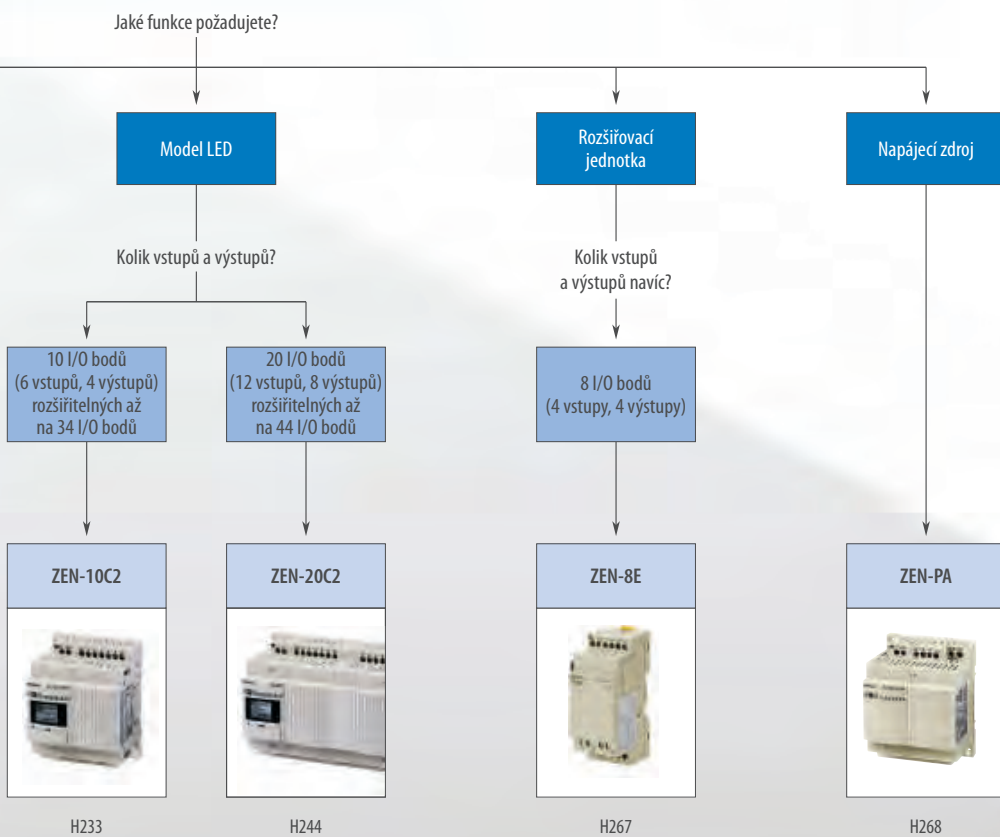 Jaké funkce požadujete?
Model LED
Rozšiřovací
jednotka
Napájecí zdroj
Kolik vstupů a výstupů?
Kolik vstupů
a výstupů navíc?
10 I/O bodů
(6 vstupů, 4 výstupů)
rozšiřitelných až
na 34 I/O bodů
20 I/O bodů
(12 vstupů, 8 výstupů)
rozšiřitelných až
na 44 I/O bodů
8 I/O bodů
(4 vstupy, 4 výstupy)
ZEN-10C2
ZEN-20C2
ZEN-8E
ZEN-PA
H233
H244
H267
H268